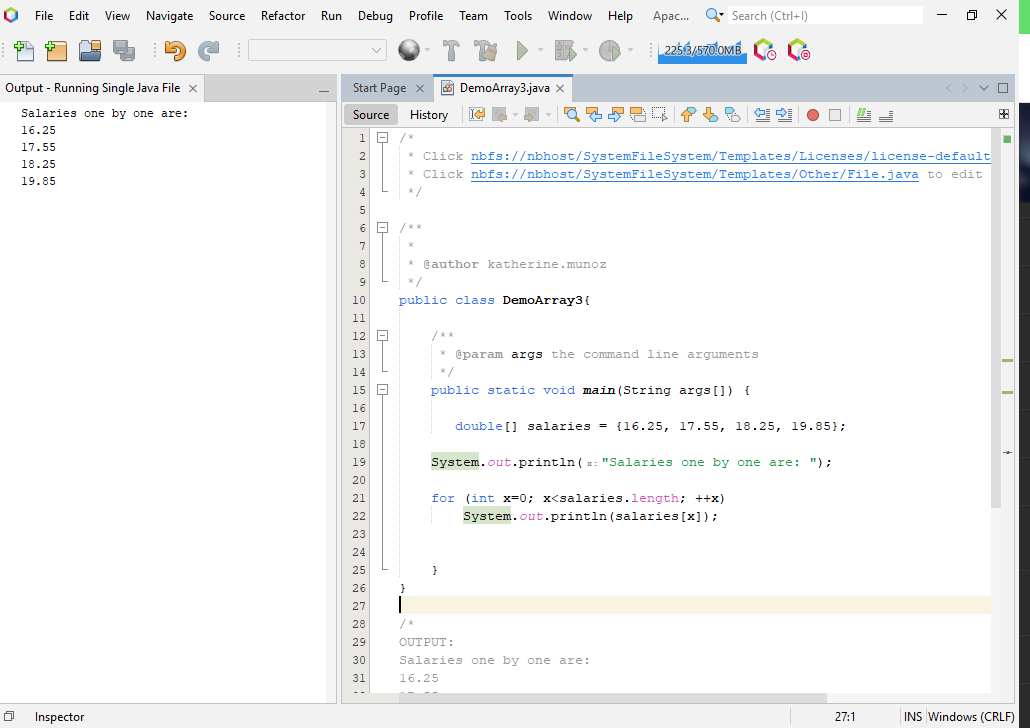 File Edit View Navigate Source Refactor Run Debug Profile Team Tools Window Help Apac... Search (Ctrl+I)
225.3/570.0MB
Output - Running Single Java File
Start Page DemoArray3.java
Salaries one by one are:
16.25
17.55
18.25
19.85
Source History
1 /*
2 * Click nbfs://nbhost/SystemFileSystem/Templates/Licenses/license-default
3 * Click nbfs://nbhost/SystemFileSystem/Templates/Other/File.java to edit
4 */
5
6 /**
7 *
8 * @author katherine.munoz
9 */
10 public class DemoArray3{
11
12 /**
13 * @param args the command line arguments
14 */
15 public static void main(String args[]) {
16
17 double[] salaries = {16.25, 17.55, 18.25, 19.85};
18
19 System.out.println(x: "Salaries one by one are: ");
20
21 for (int x=0; x<salaries.length; ++x)
22 System.out.println(salaries[x]);
23
24
25 }
26 }
27
28 /*
29 OUTPUT:
30 Salaries one by one are:
31 16.25
Inspector
27:1 INS Windows (CRLF)